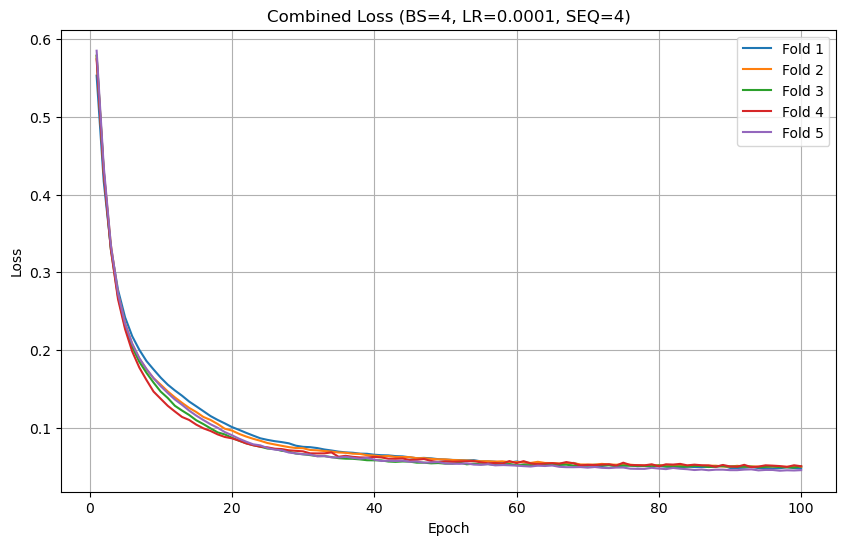 Combined Loss (BS=4, LR=0.0001, SEQ=4)
0.6
0.5
0.4
0.3
0.2
0.1
Loss
Fold 1
Fold 2
Fold 3
Fold 4
Fold 5
0 20 40 60 80 100
Epoch